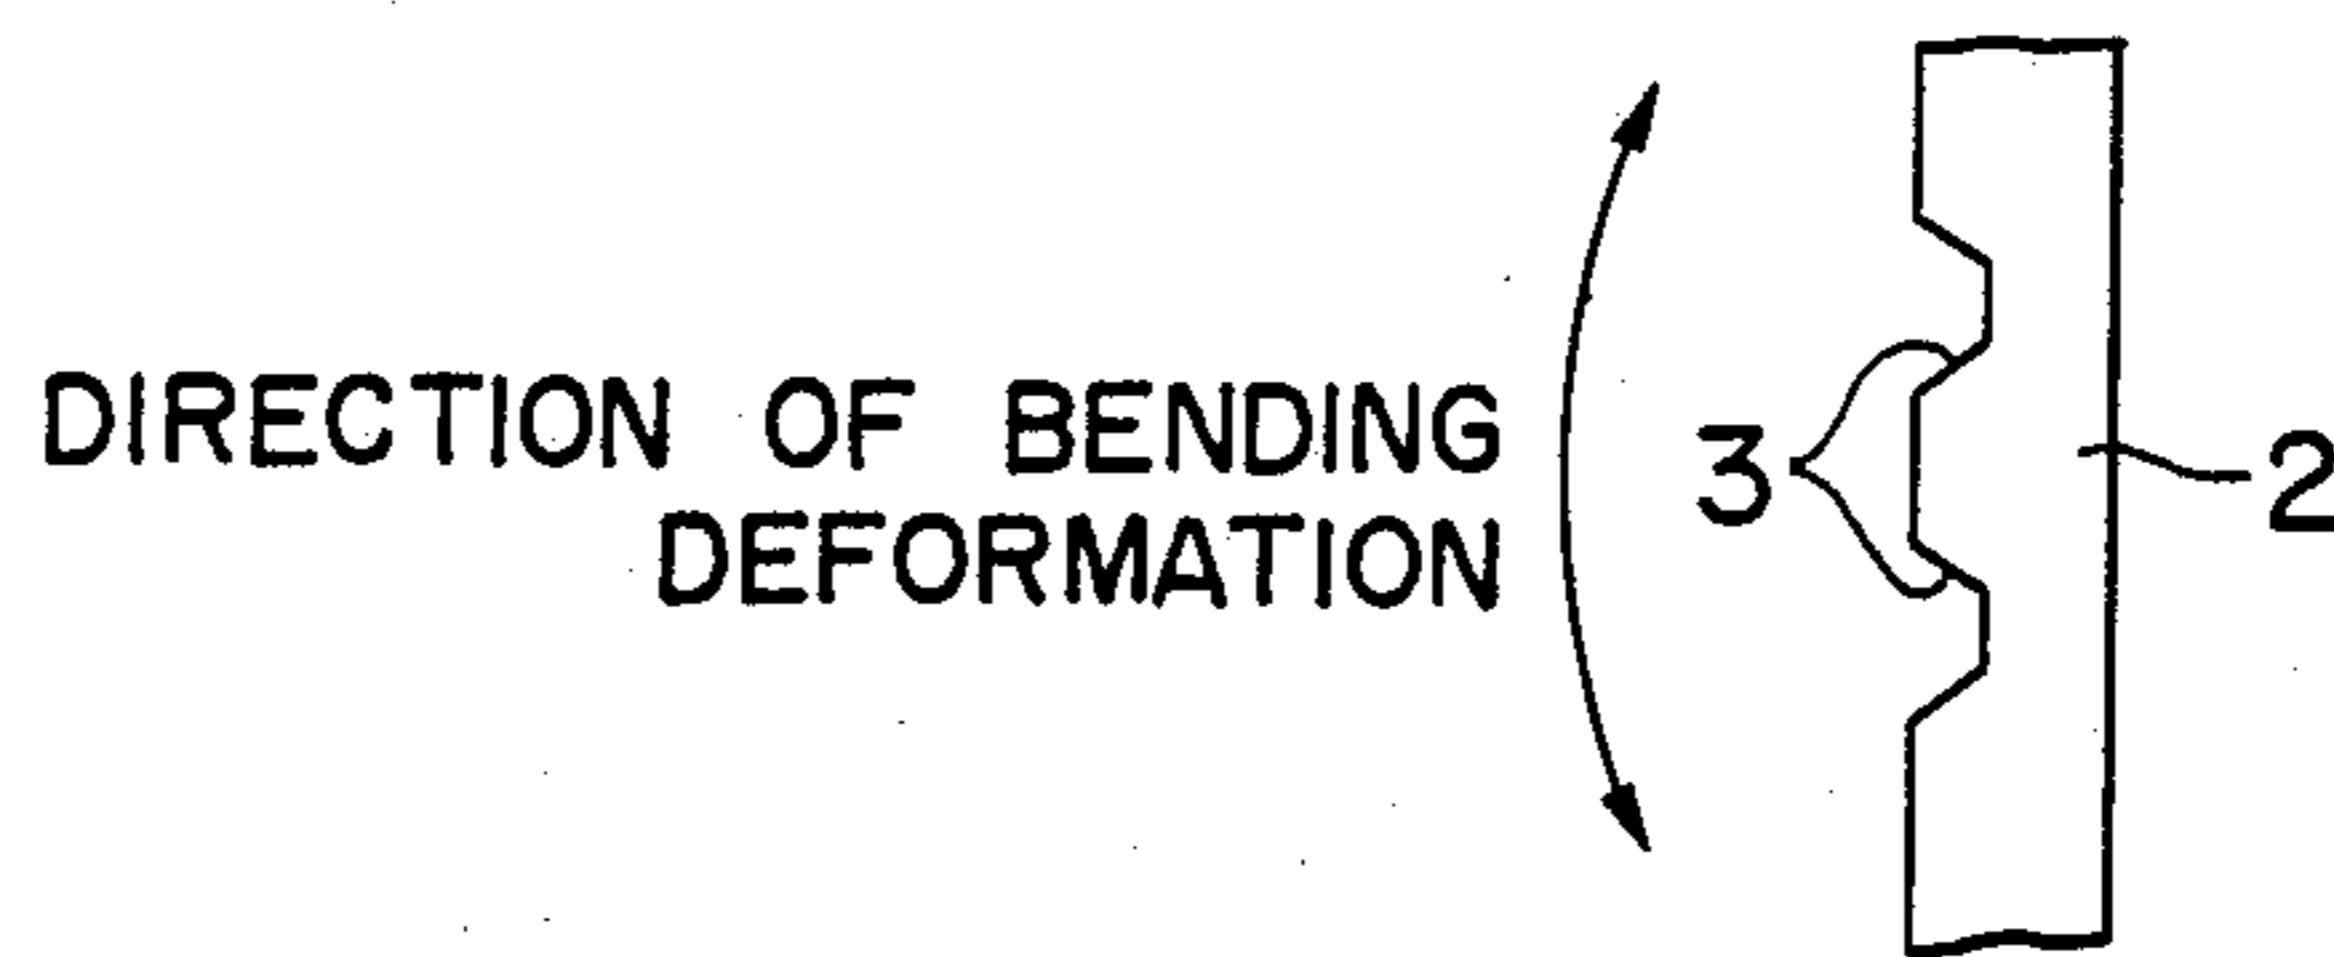 DIRECTION OF BENDING
DEFORMATION
3
2